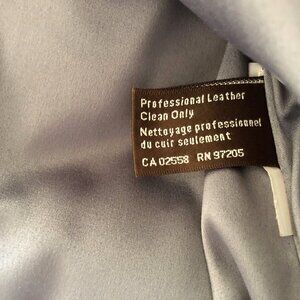 Professional Leather
Clean Only
Nettoyage professionnel
du cuir seulement
CA 02558 RN 97205